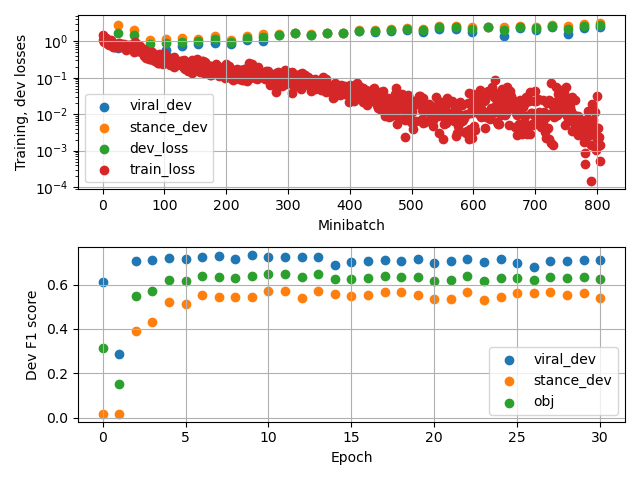 Training, dev losses
10^0
10^-1
10^-2
10^-3
10^-4
viral_dev
stance_dev
dev_loss
train_loss
0 100 200 300 400 500 600 700 800
Minibatch
Dev F1 score
0.6
0.4
0.2
0.0
viral_dev
stance_dev
obj
0 5 10 15 20 25 30
Epoch